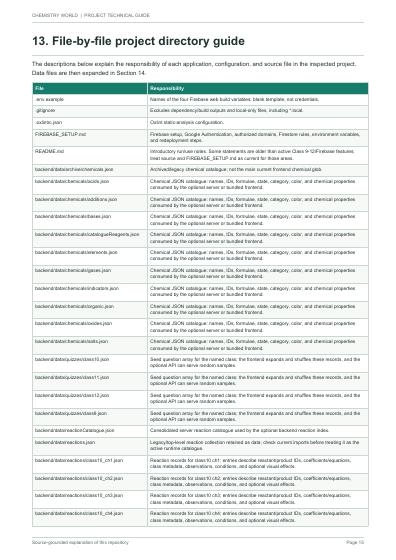 CHEMISTRY WORLD | PROJECT TECHNICAL GUIDE
13. File-by-file project directory guide
The descriptions below explain the responsibility of each application, configuration, and source file in the inspected project.
Data files are then expanded in Section 14.
File Responsibility
.env.example Names of the four Firebase web build variables; blank template, not credentials.
.gitignore Excludes dependency/build outputs and local-only files, including *.local.
.oxlintrc.json Oxlint static-analysis configuration.
FIREBASE_SETUP.md Firebase setup, Google Authentication, authorized domains, Firestore rules, environment variables,
and redeployment steps.
README.md Introductory run/use notes. Some statements are older than active Class 9-12/Firebase features;
treat source and FIREBASE_SETUP.md as current for those areas.
backend/data/archive/chemicals.json Archived/legacy chemical catalogue; not the main current frontend chemical glob.
backend/data/chemicals/acids.json Chemical JSON catalogue: names, IDs, formulae, state, category, color, and chemical properties
consumed by the optional server or bundled frontend.
backend/data/chemicals/additions.json Chemical JSON catalogue: names, IDs, formulae, state, category, color, and chemical properties
consumed by the optional server or bundled frontend.
backend/data/chemicals/bases.json Chemical JSON catalogue: names, IDs, formulae, state, category, color, and chemical properties
consumed by the optional server or bundled frontend.
backend/data/chemicals/catalogueReagents.json Chemical JSON catalogue: names, IDs, formulae, state, category, color, and chemical properties
consumed by the optional server or bundled frontend.
backend/data/chemicals/elements.json Chemical JSON catalogue: names, IDs, formulae, state, category, color, and chemical properties
consumed by the optional server or bundled frontend.
backend/data/chemicals/gases.json Chemical JSON catalogue: names, IDs, formulae, state, category, color, and chemical properties
consumed by the optional server or bundled frontend.
backend/data/chemicals/indicators.json Chemical JSON catalogue: names, IDs, formulae, state, category, color, and chemical properties
consumed by the optional server or bundled frontend.
backend/data/chemicals/organic.json Chemical JSON catalogue: names, IDs, formulae, state, category, color, and chemical properties
consumed by the optional server or bundled frontend.
backend/data/chemicals/oxides.json Chemical JSON catalogue: names, IDs, formulae, state, category, color, and chemical properties
consumed by the optional server or bundled frontend.
backend/data/chemicals/salts.json Chemical JSON catalogue: names, IDs, formulae, state, category, color, and chemical properties
consumed by the optional server or bundled frontend.
backend/data/quizzes/class10.json Seed question array for the named class; the frontend expands and shuffles these records, and the
optional API can serve random samples.
backend/data/quizzes/class11.json Seed question array for the named class; the frontend expands and shuffles these records, and the
optional API can serve random samples.
backend/data/quizzes/class12.json Seed question array for the named class; the frontend expands and shuffles these records, and the
optional API can serve random samples.
backend/data/quizzes/class9.json Seed question array for the named class; the frontend expands and shuffles these records, and the
optional API can serve random samples.
backend/data/reactionCatalogue.json Consolidated server reaction catalogue used by the optional backend reaction index.
backend/data/reactions.json Legacy/top-level reaction collection retained as data; check current imports before treating it as the
active runtime catalogue.
backend/data/reactions/class10_ch1.json Reaction records for class10 ch1; entries describe reactant/product IDs, coefficients/equations,
class metadata, observations, conditions, and optional visual effects.
backend/data/reactions/class10_ch2.json Reaction records for class10 ch2; entries describe reactant/product IDs, coefficients/equations,
class metadata, observations, conditions, and optional visual effects.
backend/data/reactions/class10_ch3.json Reaction records for class10 ch3; entries describe reactant/product IDs, coefficients/equations,
class metadata, observations, conditions, and optional visual effects.
backend/data/reactions/class10_ch4.json Reaction records for class10 ch4; entries describe reactant/product IDs, coefficients/equations,
class metadata, observations, conditions, and optional visual effects.
Source-grounded explanation of this repository Page 15